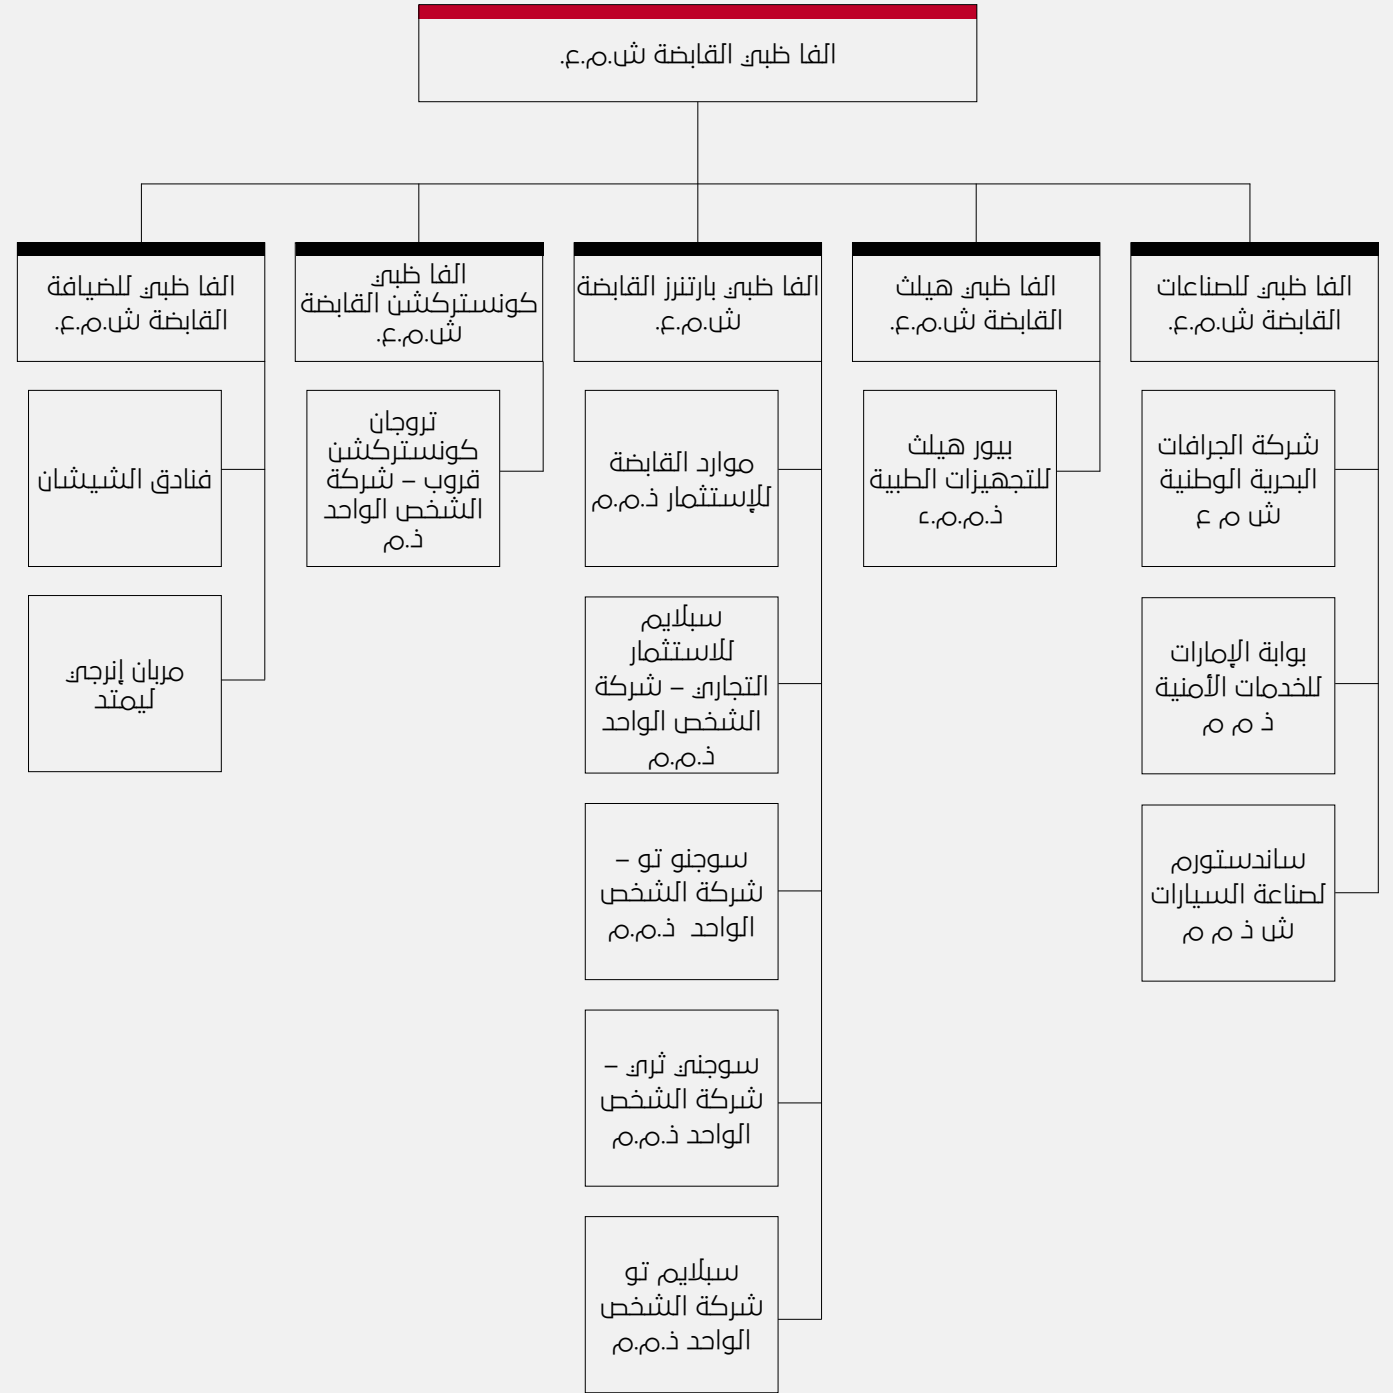 الفا ظبي القابضة ش.م.ع.
الفا ظبي للصناعات
القابضة ش.م.ع.
شركة الجرافات
البحرية الوطنية
ش م ع
بوابة الإمارات
للخدمات الأمنية
ذ م م
ساندستورم
لصناعة السيارات
ش ذ م م
الفا ظبي هيلث
القابضة ش.م.ع.
بيور هيلث
للتجهيزات الطبية
ذ.م.م.ء
الفا ظبي بارتنرز القابضة
ش.م.ع.
موارد القابضة
للإستثمار ذ.م.م
سبلايم
للاستثمار
التجاري – شركة
الشخص الواحد
ذ.م.م
سوجنو تو –
شركة الشخص
الواحد ذ.م.م
سوجني ثري –
شركة الشخص
الواحد ذ.م.م
سبلايم تو
شركة الشخص
الواحد ذ.م.م
الفا ظبي
كونستركشن القابضة
ش.م.ع.
تروجان
كونستركشن
قروب – شركة
الشخص الواحد
ذ.م
الفا ظبي للضيافة
القابضة ش.م.ع.
فنادق الشيشان
مربان إنرجي
ليمتد